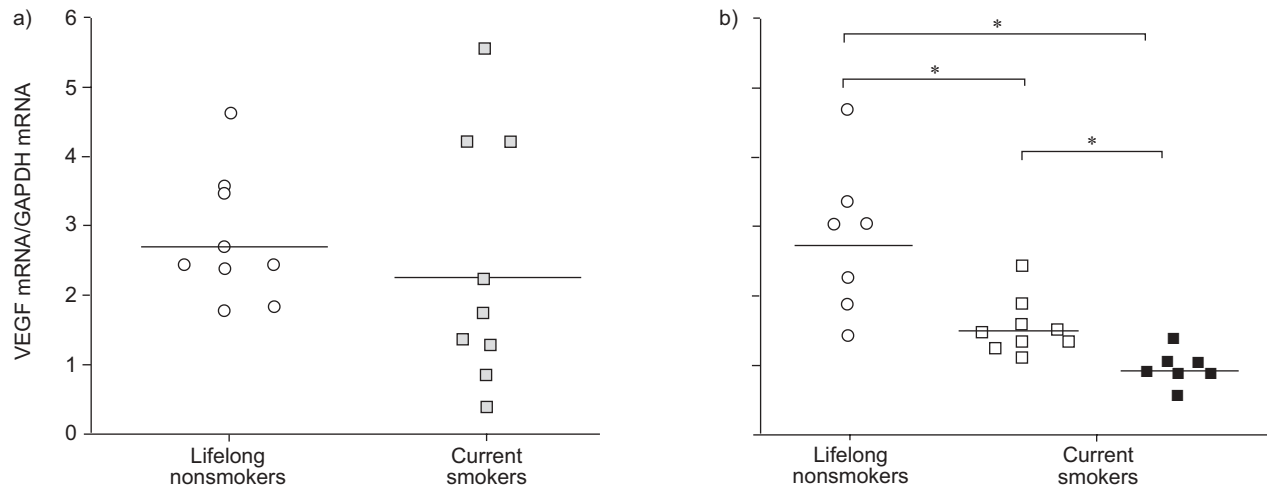 a)
VEGF mRNA/GAPDH mRNA
6
5
4
3
2
1
0
Lifelong
nonsmokers
Current
smokers
b)
*
*
*
Lifelong
nonsmokers
Current
smokers